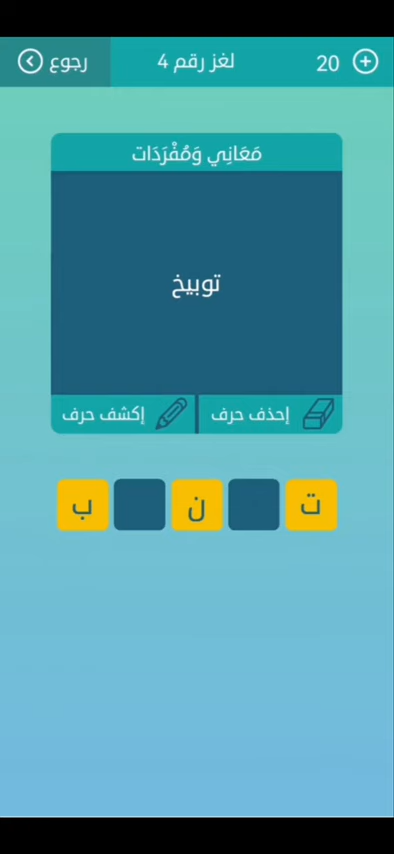 رجوع لغز رقم 4 20
مَعَانِي وَمُفْرَدَات
توبيخ
إحذف حرف إكشف حرف
ت ن ب